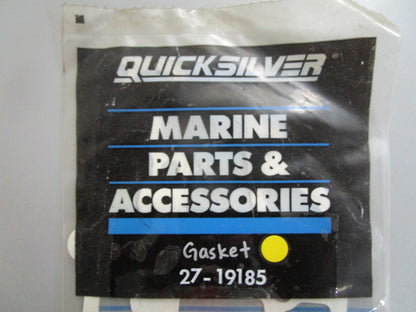 QUICKSILVER®
MARINE
PARTS &
ACCESSORIES
Gasket
27-19185